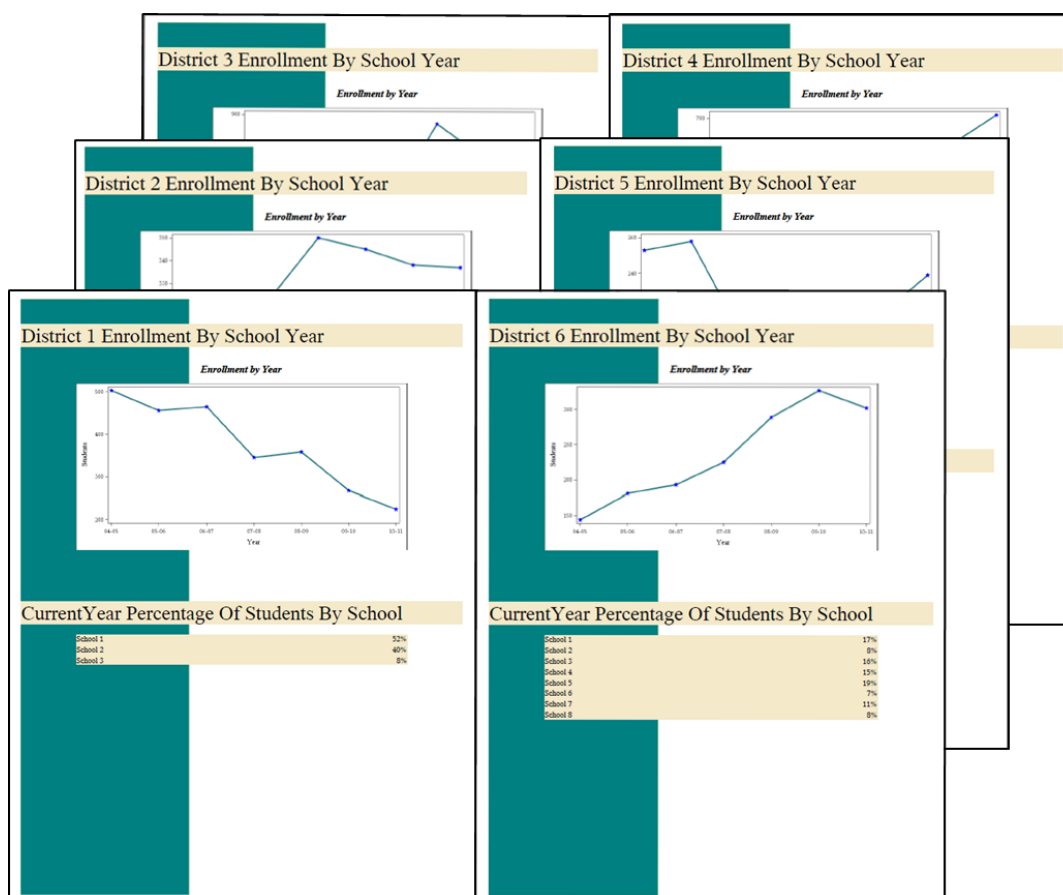 District 3 Enrollment By School Year
Enrollment by Year
900
District 4 Enrollment By School Year
Enrollment by Year
750
District 2 Enrollment By School Year
Enrollment by Year
350
340
330
District 5 Enrollment By School Year
Enrollment by Year
260
240
District 1 Enrollment By School Year
Enrollment by Year
500
400
300
200
Students
04-05 05-06 06-07 07-08 08-09 09-10 10-11
Year
CurrentYear Percentage Of Students By School
School 1 52%
School 2 40%
School 3 8%
District 6 Enrollment By School Year
Enrollment by Year
300
250
200
150
Students
04-05 05-06 06-07 07-08 08-09 09-10 10-11
Year
CurrentYear Percentage Of Students By School
School 1 17%
School 2 8%
School 3 16%
School 4 15%
School 5 19%
School 6 7%
School 7 11%
School 8 8%